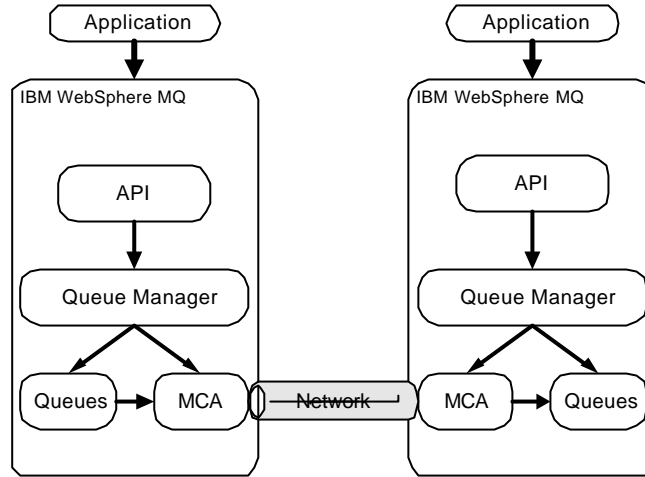 Application
Application
IBM WebSphere MQ
IBM WebSphere MQ
API
API
Queue Manager
Queue Manager
Queues
MCA
Network
MCA
Queues